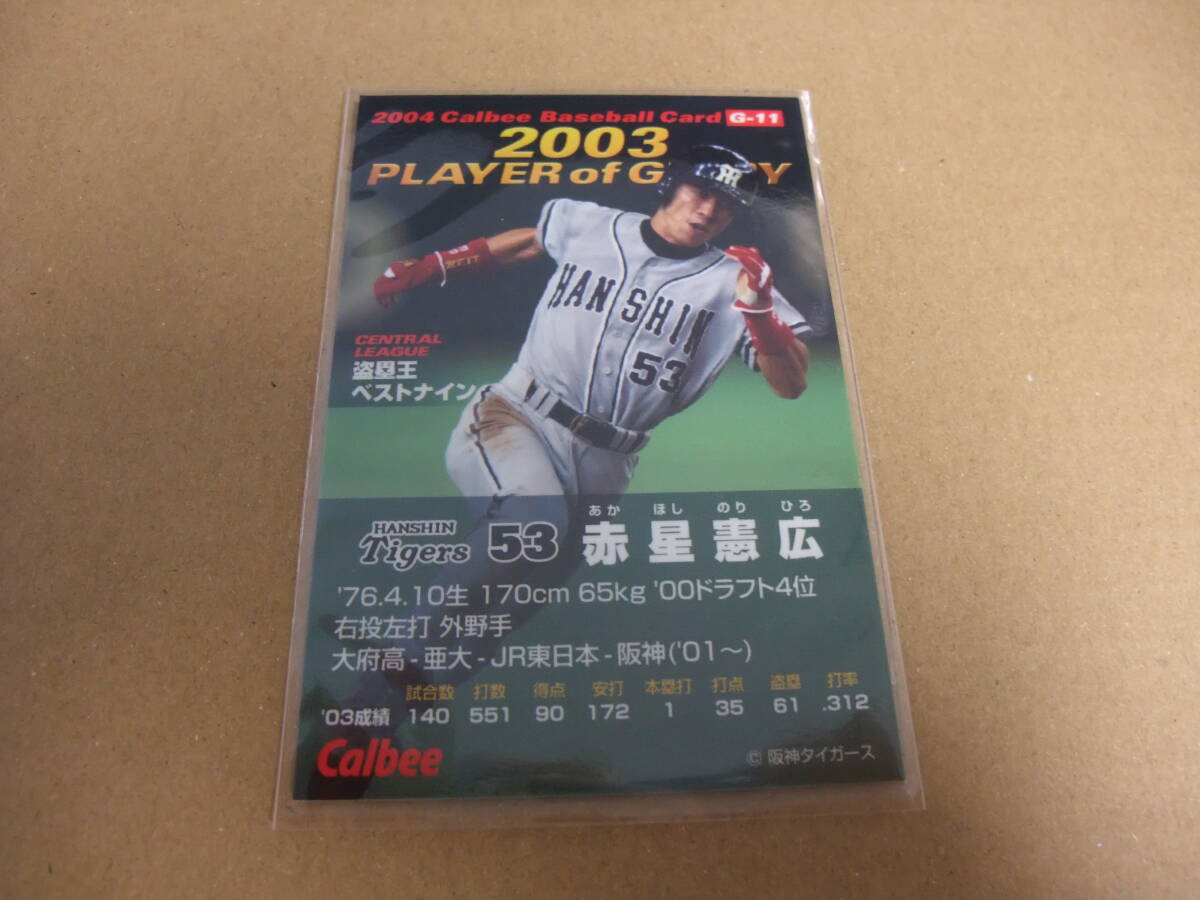 2004 Calbee Baseball Card G-11
2003
PLAYER of G
HANSHIN
53
CENTRAL
LEAGUE
盗塁王
ベストナイン
あか ほし のり ひろ
HANSHIN
Tigers 53 赤星憲広
'76.4.10生 170cm 65kg '00ドラフト4位
右投左打 外野手
大府高-亜大-JR東日本-阪神('01〜)
試合数 打数 得点 安打 本塁打 打点 盗塁 打率
'03成績 140 551 90 172 1 35 61 .312
Calbee
© 阪神タイガース